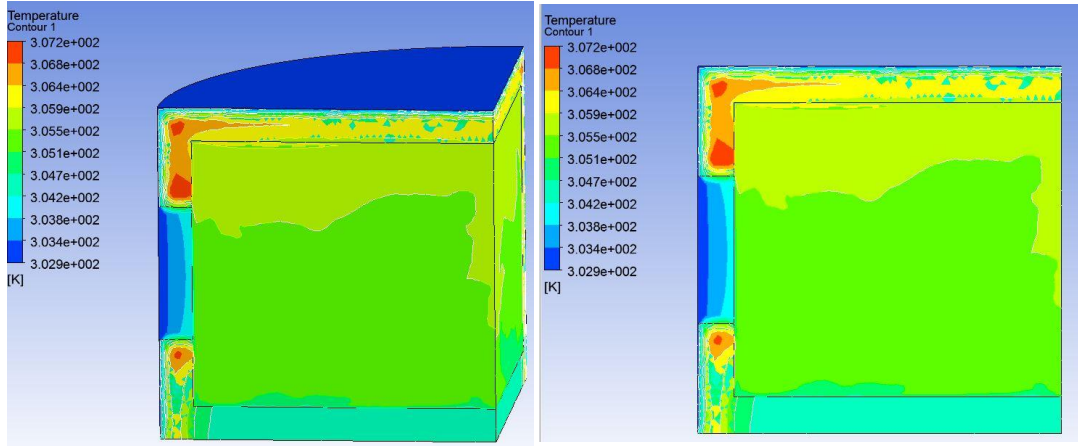 Temperature
Contour 1
3.072e+002
3.068e+002
3.064e+002
3.059e+002
3.055e+002
3.051e+002
3.047e+002
3.042e+002
3.038e+002
3.034e+002
3.029e+002
[K]
Temperature
Contour 1
3.072e+002
3.068e+002
3.064e+002
3.059e+002
3.055e+002
3.051e+002
3.047e+002
3.042e+002
3.038e+002
3.034e+002
3.029e+002
[K]